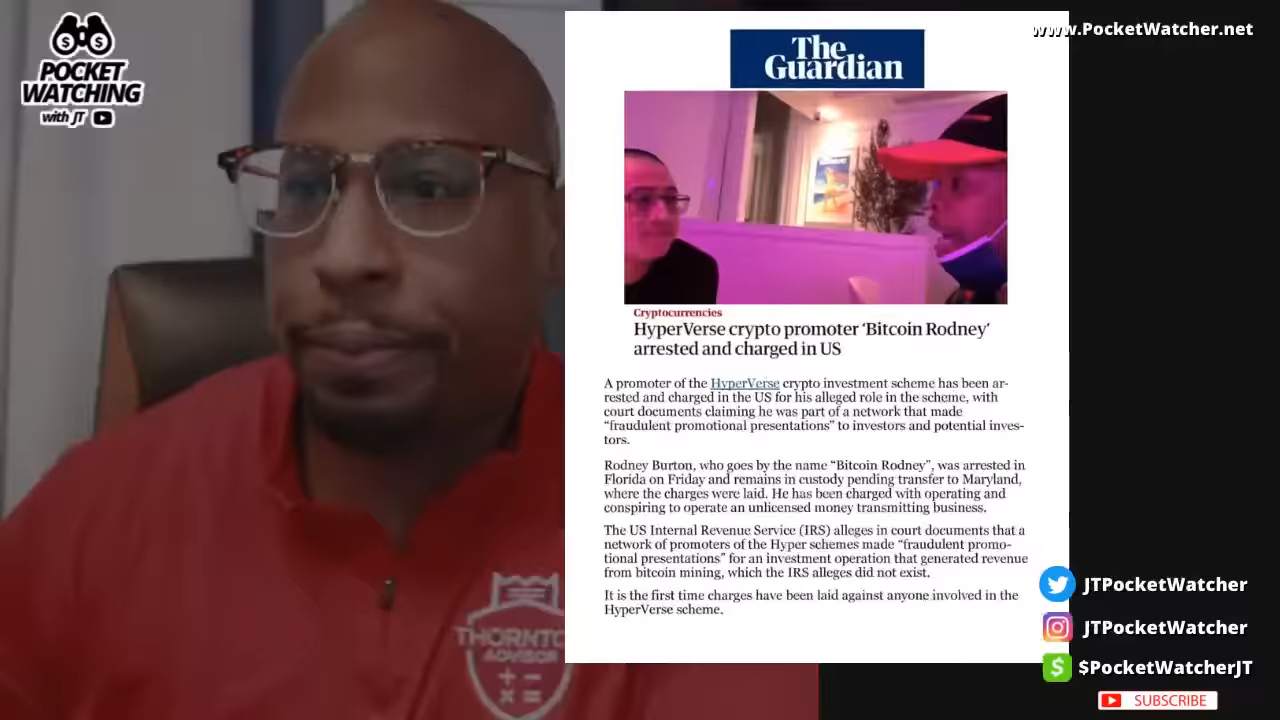 POCKET
WATCHING
with JT
www.PocketWatcher.net
The
Guardian
Cryptocurrencies
HyperVerse crypto promoter ‘Bitcoin Rodney’
arrested and charged in US
A promoter of the HyperVerse crypto investment scheme has been ar-
rested and charged in the US for his alleged role in the scheme, with
court documents claiming he was part of a network that made
“fraudulent promotional presentations” to investors and potential inves-
tors.
Rodney Burton, who goes by the name “Bitcoin Rodney”, was arrested in
Florida on Friday and remains in custody pending transfer to Maryland,
where the charges were laid. He has been charged with operating and
conspiring to operate an unlicensed money transmitting business.
The US Internal Revenue Service (IRS) alleges in court documents that a
network of promoters of the Hyper schemes made “fraudulent promo-
tional presentations” for an investment operation that generated revenue
from bitcoin mining, which the IRS alleges did not exist.
It is the first time charges have been laid against anyone involved in the
HyperVerse scheme.
JTPocketWatcher
JTPocketWatcher
$PocketWatcherJT
SUBSCRIBE
THORNTO
ADVISOR